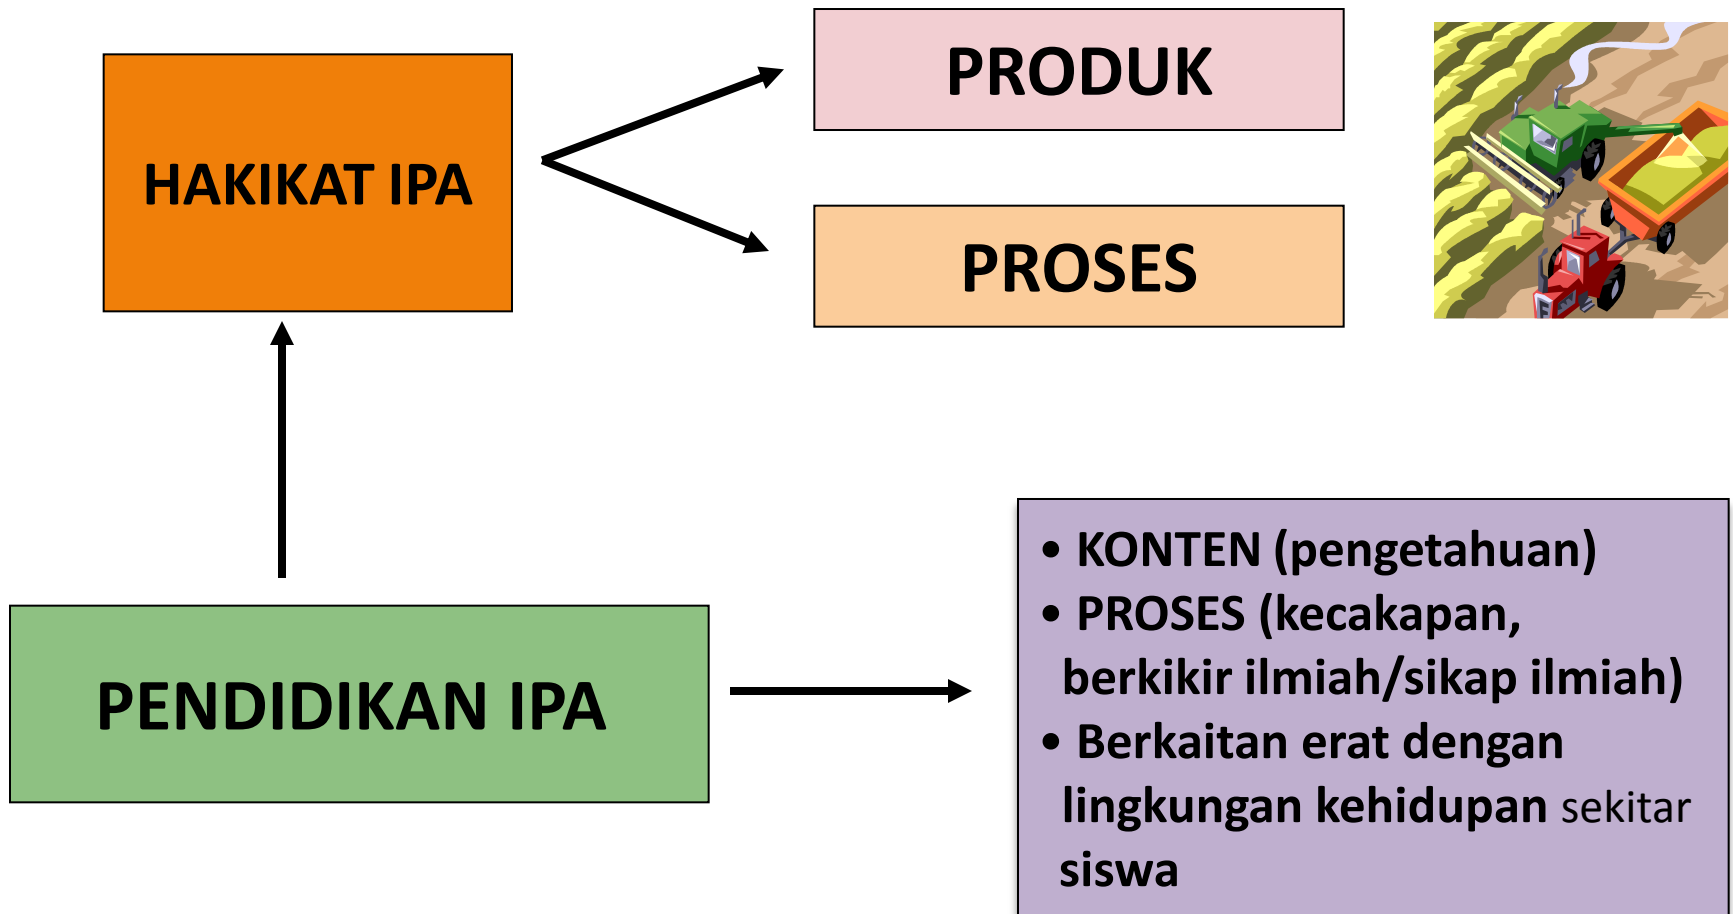 HAKIKAT IPA
PRODUK
PROSES
PENDIDIKAN IPA
• KONTEN (pengetahuan)
• PROSES (kecakapan,
berkikir ilmiah/sikap ilmiah)
• Berkaitan erat dengan
lingkungan kehidupan sekitar
siswa